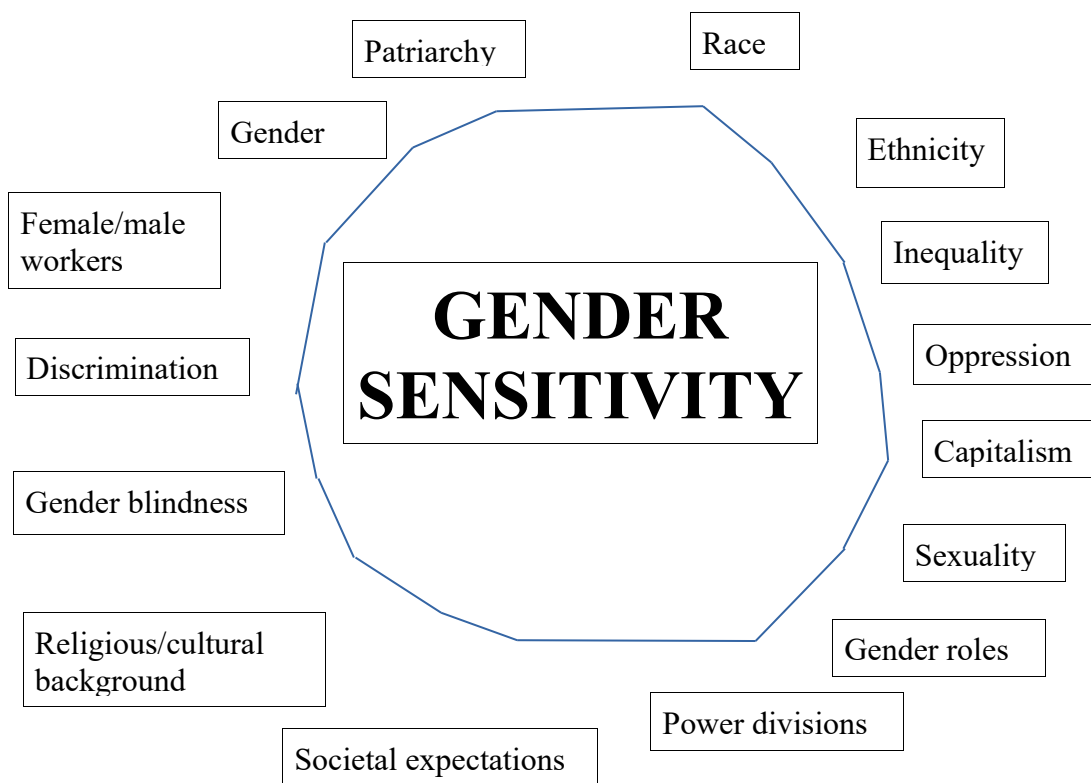 Patriarchy
Race
Gender
Ethnicity
Female/male
workers
Inequality
GENDER
SENSITIVITY
Discrimination
Oppression
Capitalism
Gender blindness
Sexuality
Religious/cultural
background
Gender roles
Power divisions
Societal expectations